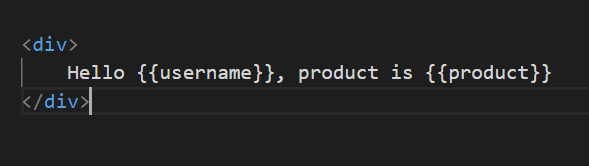 <div>
Hello {{username}}, product is {{product}}
</div>